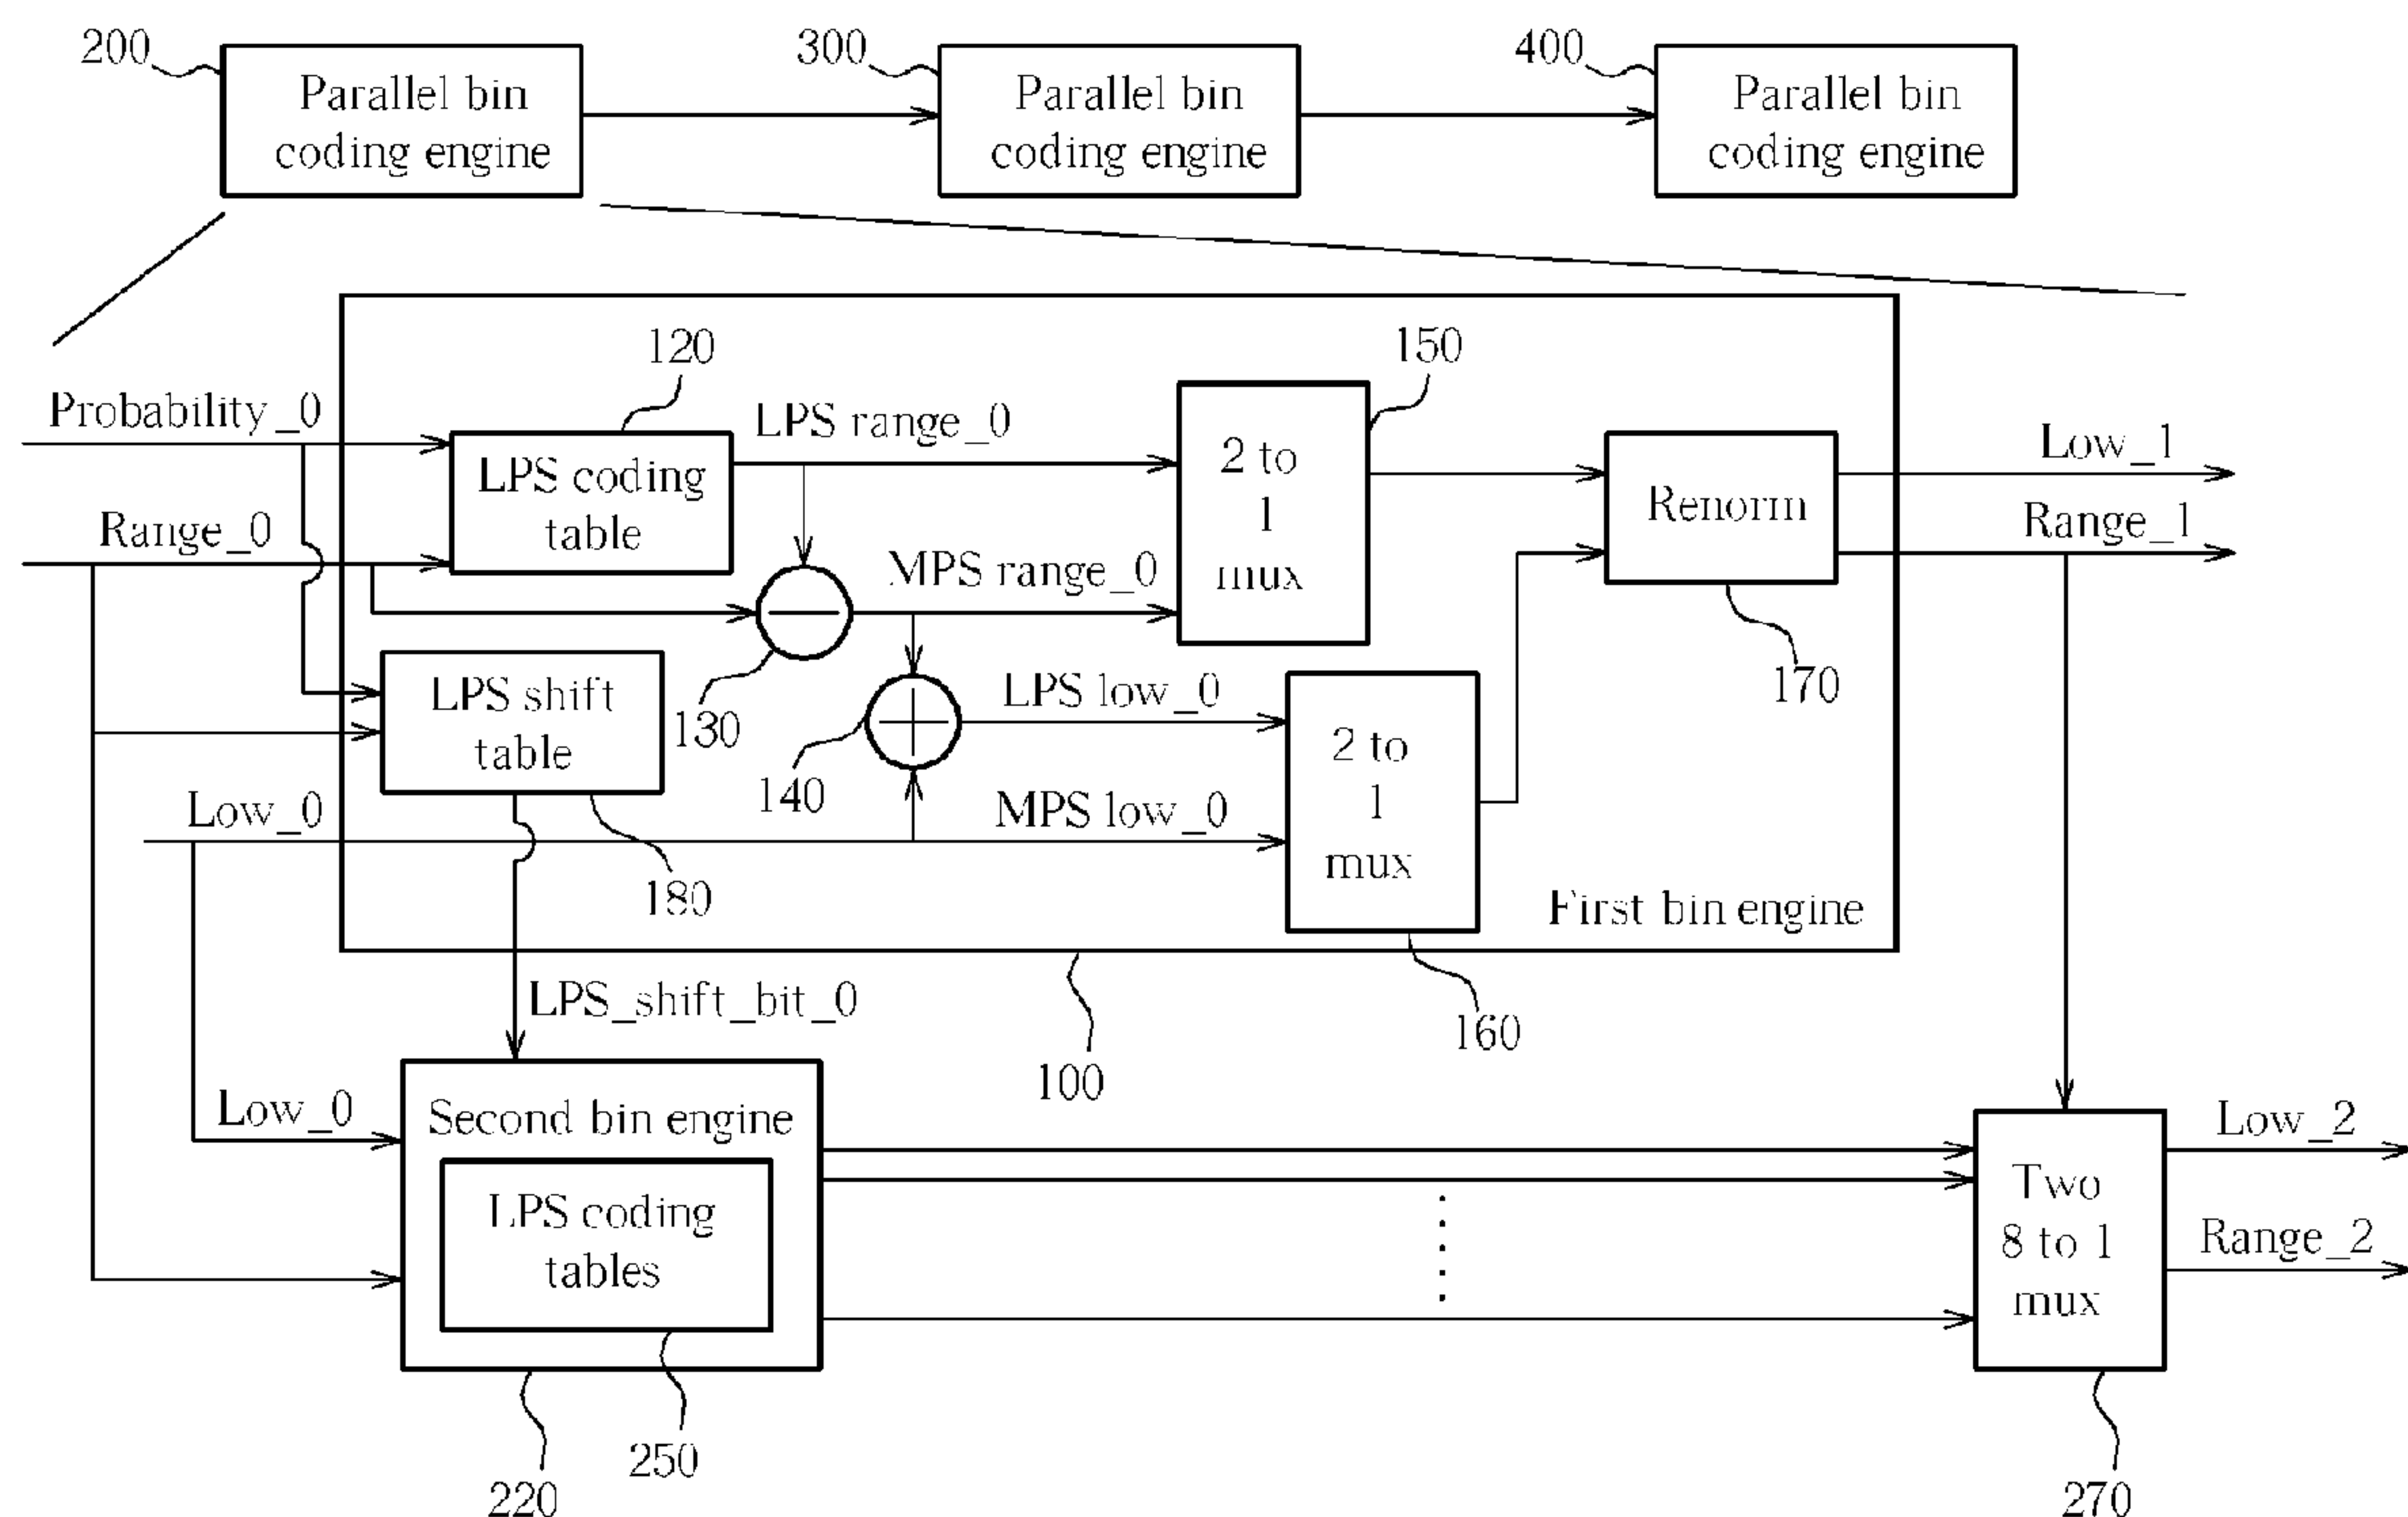 200
Parallel bin
coding engine
300
Parallel bin
coding engine
400
Parallel bin
coding engine
120
150
Probability_0
LPS range_0
Low_1
2 to
1
mux
LPS coding
table
Renorm
Range_0
Range_1
MPS range_0
LPS shift
table
130
LPS low_0
170
140
2 to
1
mux
Low_0
MPS low_0
180
First bin engine
LPS_shift_bit_0
160
100
Low_0
Second bin engine
LPS coding
tables
Two
8 to 1
mux
Low_2
Range_2
250
220
270